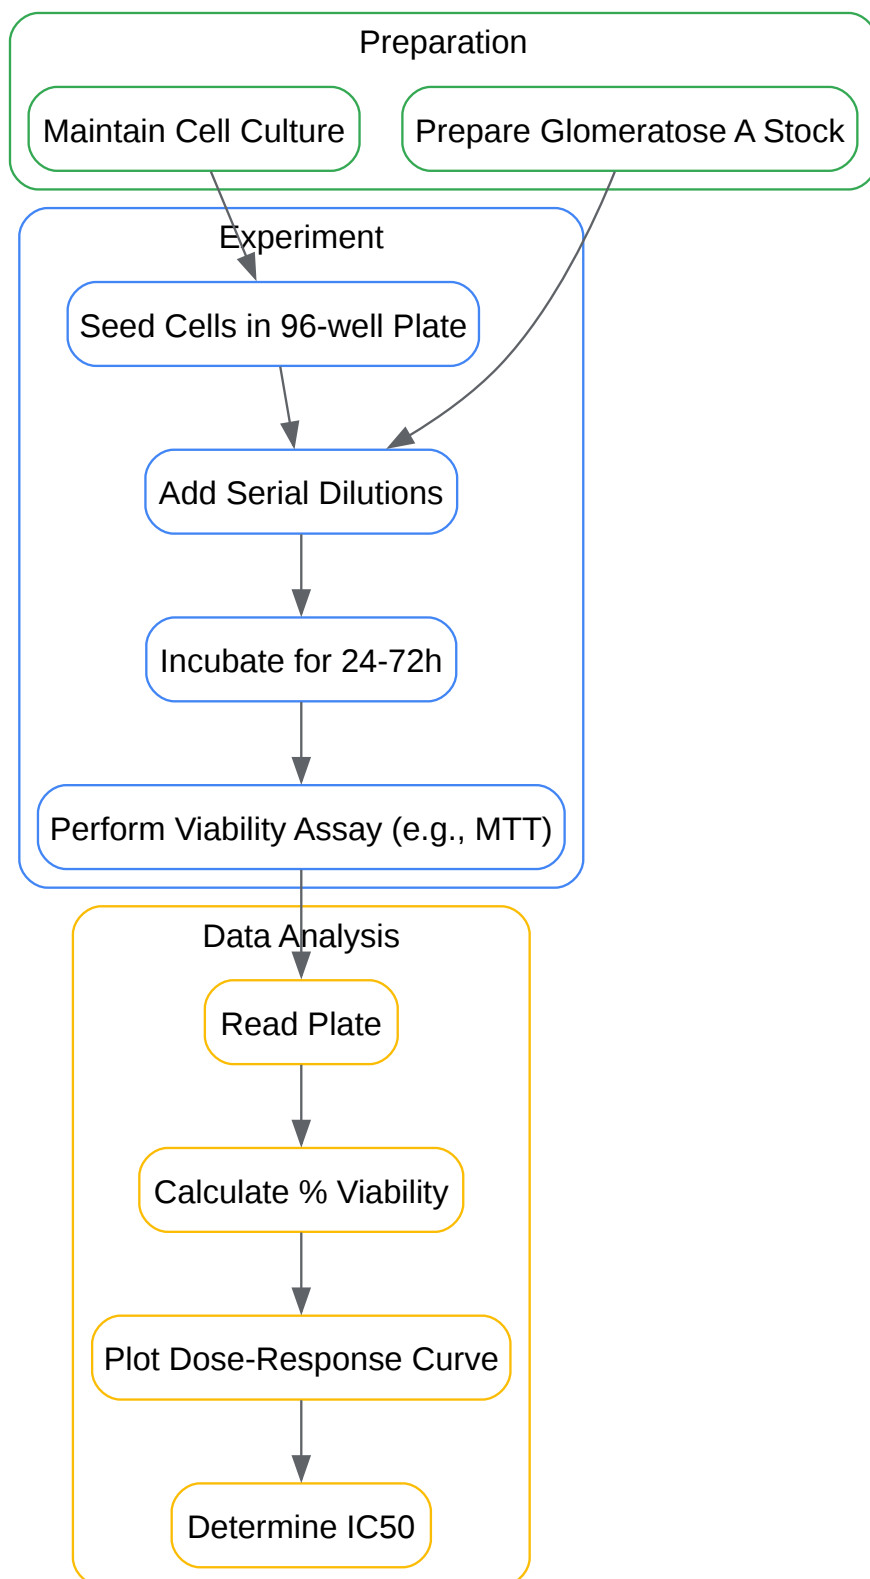 Preparation
Maintain Cell Culture
Prepare Glomeratose A Stock
Experiment
Seed Cells in 96-well Plate
Add Serial Dilutions
Incubate for 24-72h
Perform Viability Assay (e.g., MTT)
Data Analysis
Read Plate
Calculate % Viability
Plot Dose-Response Curve
Determine IC50